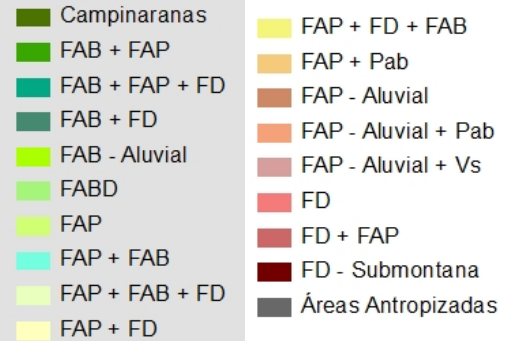 Campinaranas
FAB + FAP
FAB + FAP + FD
FAB + FD
FAB - Aluvial
FABD
FAP
FAP + FAB
FAP + FAB + FD
FAP + FD
FAP + FD + FAB
FAP + Pab
FAP - Aluvial
FAP - Aluvial + Pab
FAP - Aluvial + Vs
FD
FD + FAP
FD - Submontana
Áreas Antropizadas